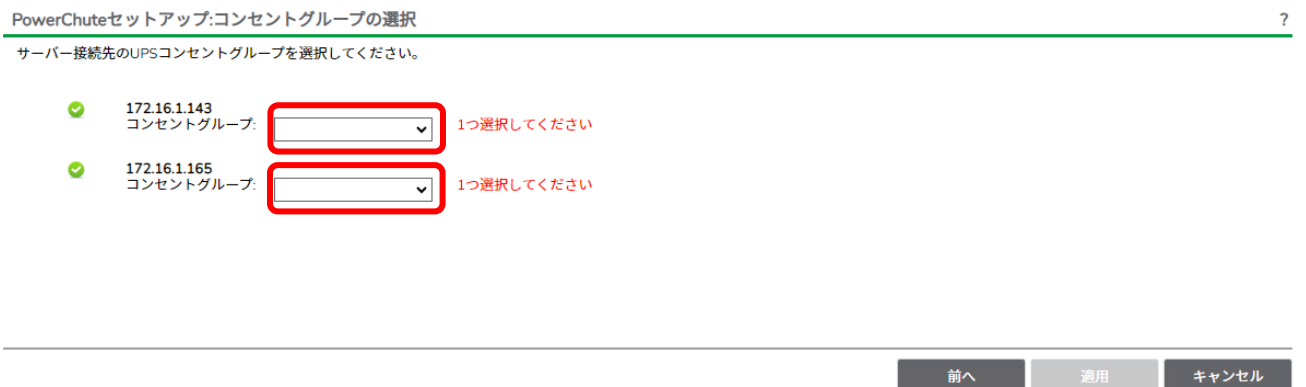 PowerChuteセットアップ:コンセントグループの選択 ?
サーバー接続先のUPSコンセントグループを選択してください。
172.16.1.143
コンセントグループ: 1つ選択してください
172.16.1.165
コンセントグループ: 1つ選択してください
前へ 適用 キャンセル